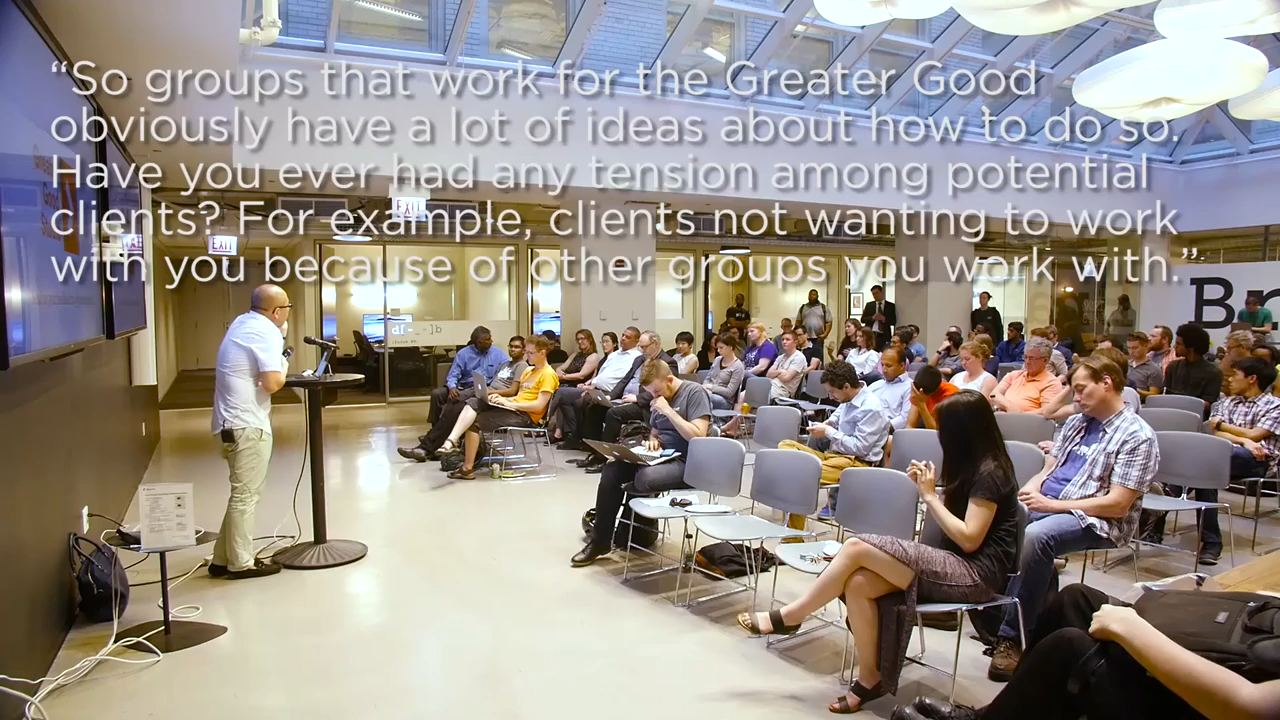 “So groups that work for the Greater Good
obviously have a lot of ideas about how to do so.
Have you ever had any tension among potential
clients? For example, clients not wanting to work
with you because of other groups you work with.”
EXIT
EXIT
Br